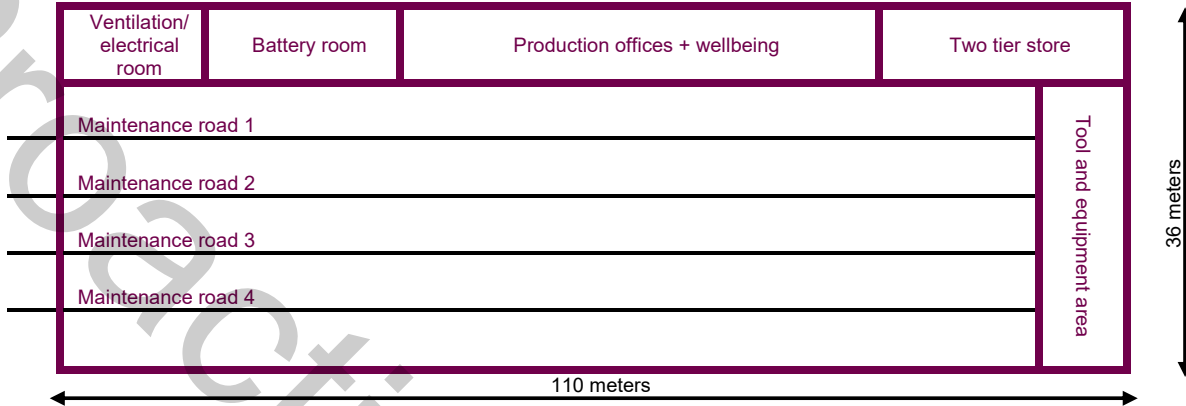 Ventilation/
electrical
room
Battery room
Production offices + wellbeing
Two tier store
Maintenance road 1
Maintenance road 2
Maintenance road 3
Maintenance road 4
Tool and equipment area
36 meters
110 meters
roacti